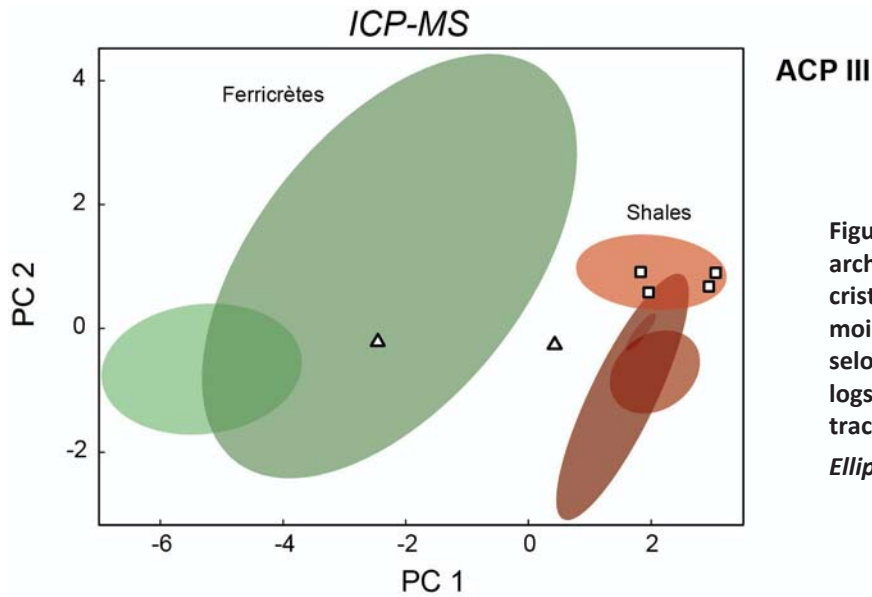 ICP-MS
ACP III
Ferricrètes
Shales
PC 2
4
2
0
-2
-6
-4
-2
0
2
PC 1
Figu
arch
crist
moi
selo
logs
trac
Ellip